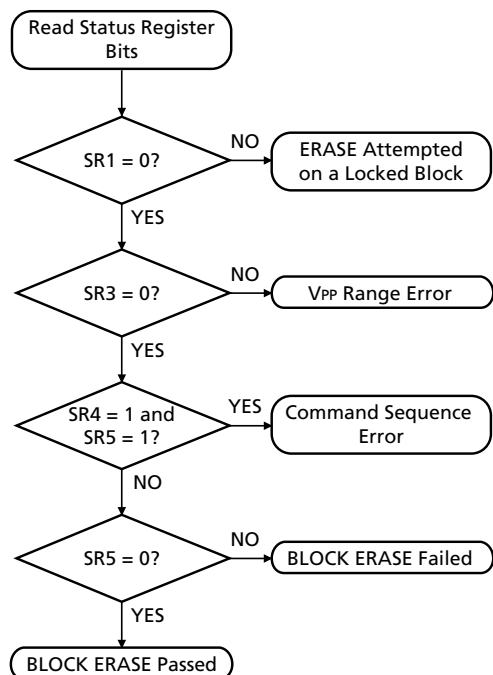 Read Status Register
Bits
SR1 = 0?
NO
ERASE Attempted
on a Locked Block
YES
SR3 = 0?
NO
VPP Range Error
YES
SR4 = 1 and
SR5 = 1?
YES
Command Sequence
Error
NO
SR5 = 0?
NO
BLOCK ERASE Failed
YES
BLOCK ERASE Passed